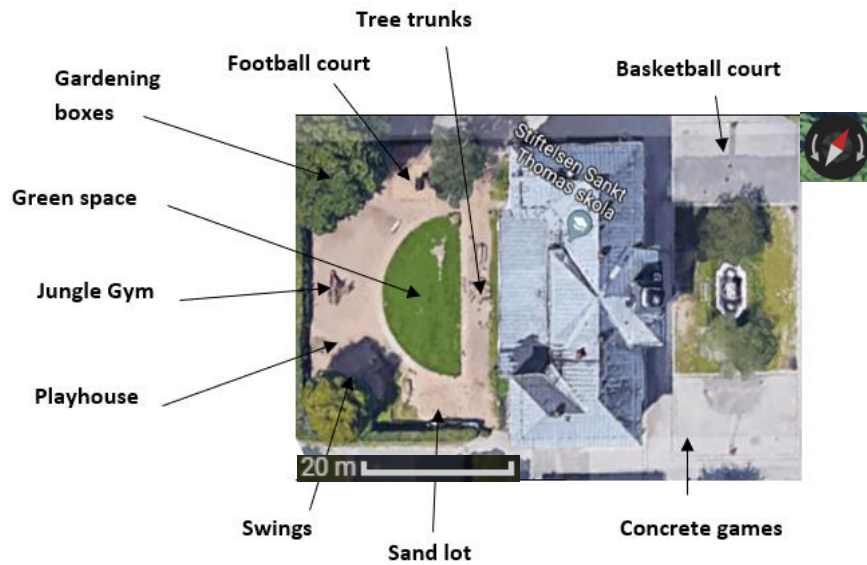 Tree trunks
Football court
Basketball court
Gardening
boxes
Stiftelsen Sankt
Thomas skola
Green space
Jungle Gym
Playhouse
20 m
Swings
Sand lot
Concrete games